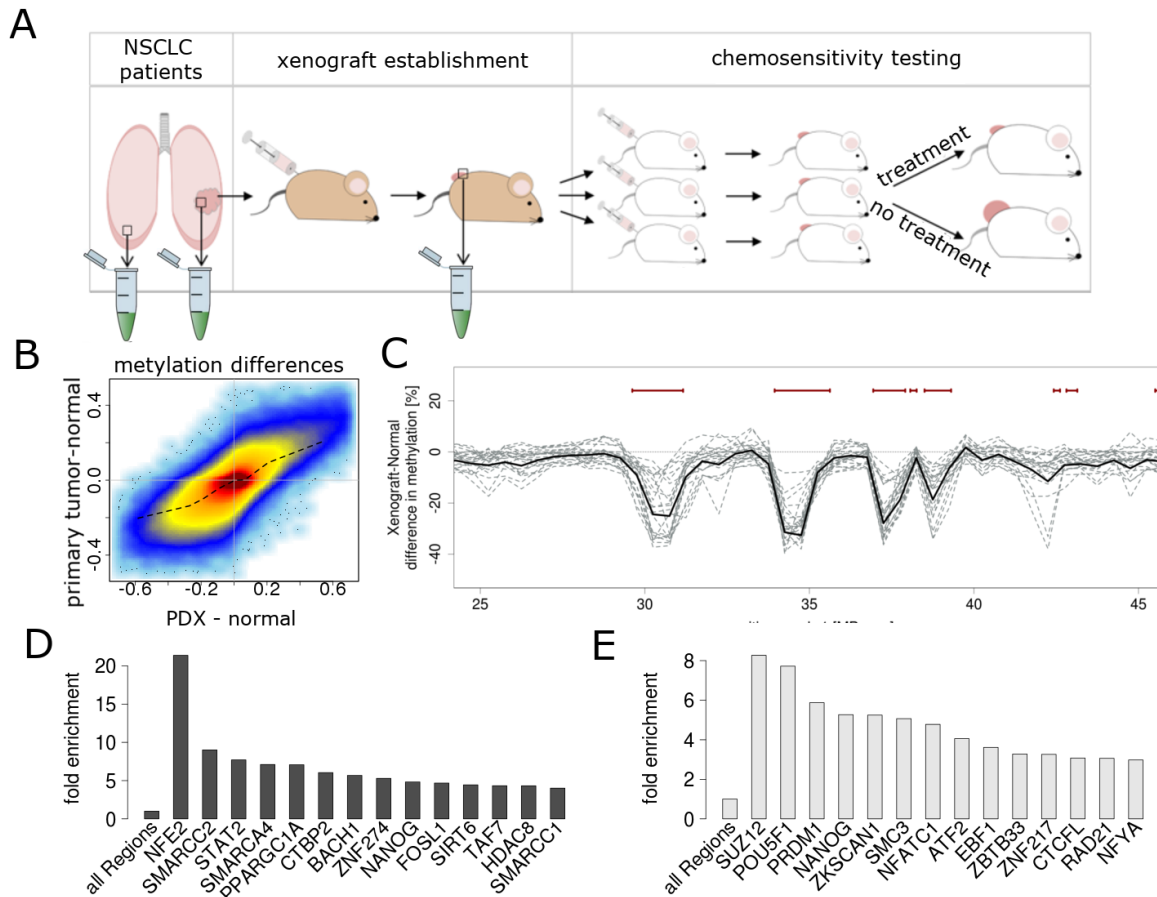 A
NSCLC
patients
xenograft establishment
chemosensitivity testing
treatment
no treatment
B
metylation differences
primary tumor-normal
0.4
0.0
-0.4
-0.6
-0.2
0.2
0.6
PDX - normal
C
Xenograft-Normal
difference in methylation [%]
20
0
20
-40
25
30
35
40
45
D
fold enrichment
20
15
10
5
0
all Regions
NFE2
SMARCC2
STAT2
SMARCA4
PPARGC1A
CTBP2
BACH1
ZNF274
NANOG
FOSL1
SIRT6
TAF7
HDAC8
SMARCC1
E
fold enrichment
8
6
4
2
0
all Regions
SUZ12
POU5F1
PRDM1
NANOG
ZKSCAN1
SMC3
NFATC1
ATF2
EBF1
ZBTB33
ZNF217
CTCFL
RAD21
NFYA